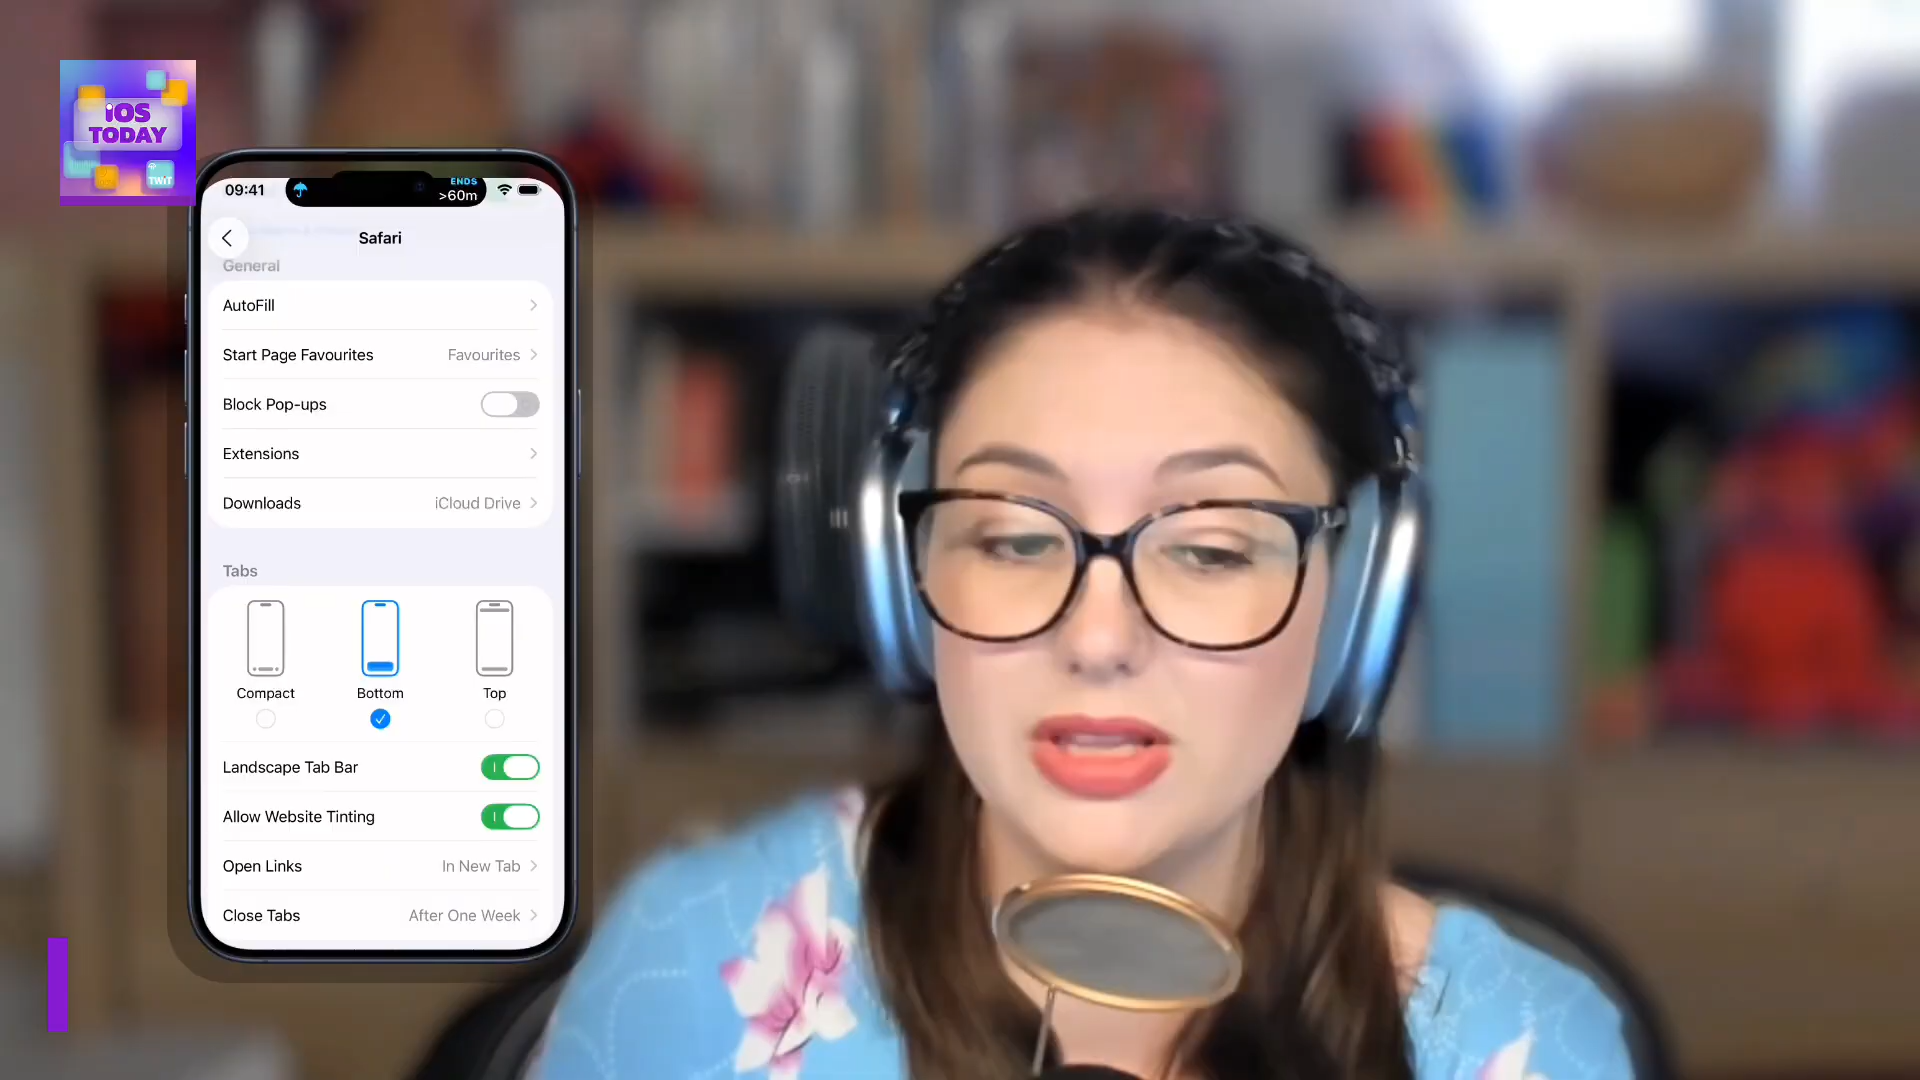 iOS
TODAY
TWiT
09:41
ENDS
>60m
Safari
General
AutoFill
Start Page Favourites Favourites
Block Pop-ups
Extensions
Downloads iCloud Drive
Tabs
Compact Bottom Top
Landscape Tab Bar
Allow Website Tinting
Open Links In New Tab
Close Tabs After One Week